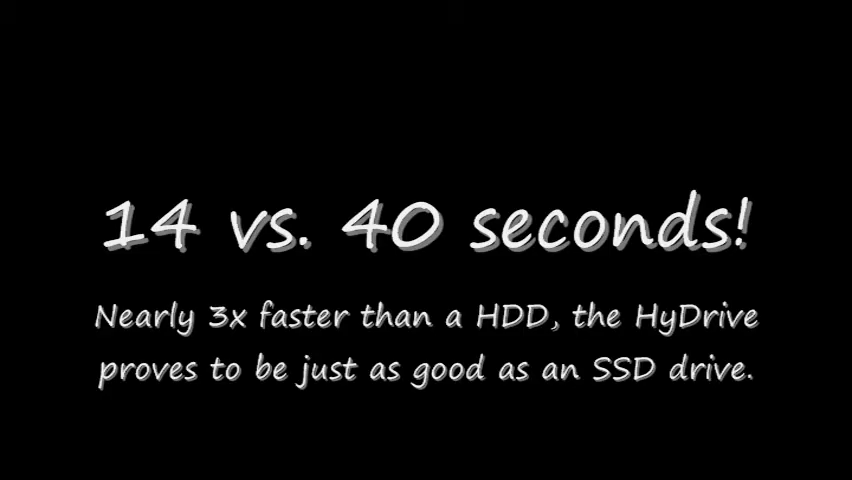 14 vs. 40 seconds!
Nearly 3x faster than a HDD, the HyDrive
proves to be just as good as an SSD drive.